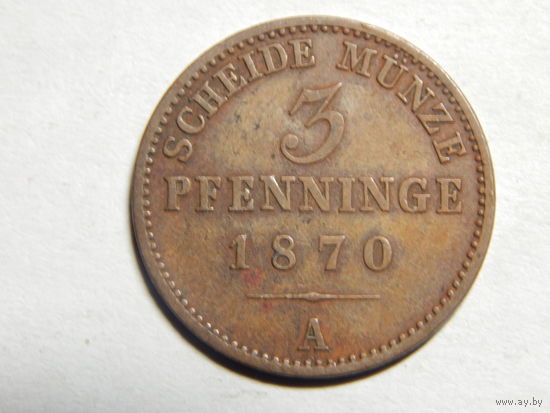 SCHEIDE MÜNZE
3
PFENNINGE
1870
A
www.ay.by